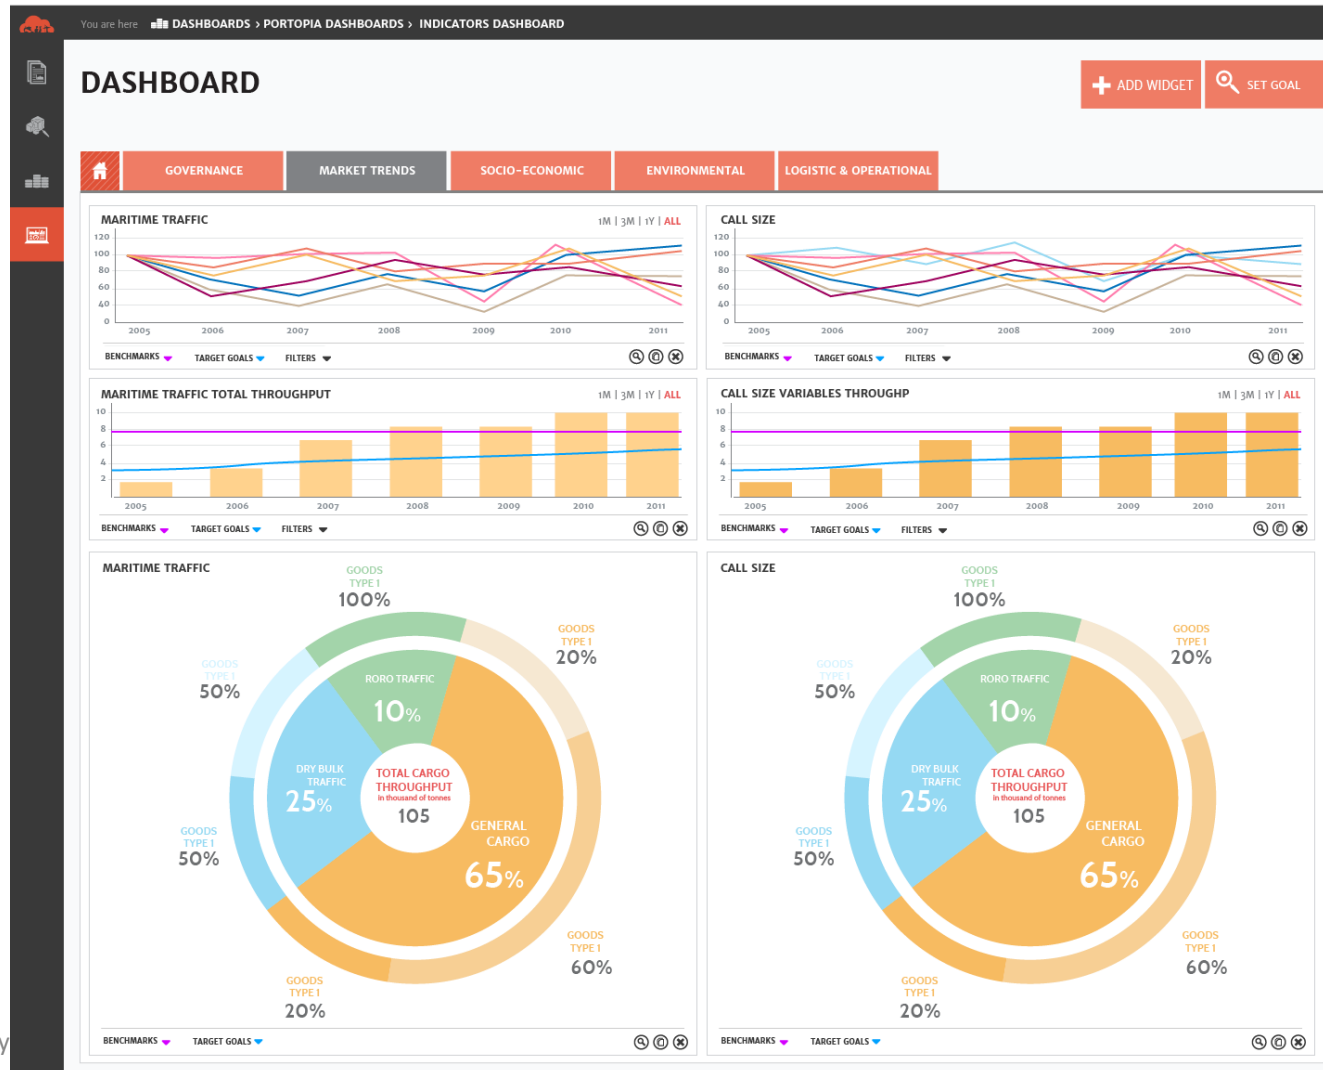 You are here DASHBOARDS > PORTOPIA DASHBOARDS > INDICATORS DASHBOARD
DASHBOARD
ADD WIDGET
SET GOAL
GOVERNANCE
MARKET TRENDS
SOCIO-ECONOMIC
ENVIRONMENTAL
LOGISTIC & OPERATIONAL
MARITIME TRAFFIC
1M | 3M | 1Y | ALL
120
100
80
60
40
0
2005 2006 2007 2008 2009 2010 2011
BENCHMARKS TARGET GOALS FILTERS
CALL SIZE
120
100
80
60
40
0
2005 2006 2007 2008 2009 2010 2011
BENCHMARKS TARGET GOALS FILTERS
MARITIME TRAFFIC TOTAL THROUGHPUT
1M | 3M | 1Y | ALL
10
8
6
4
2
2005 2006 2007 2008 2009 2010 2011
BENCHMARKS TARGET GOALS FILTERS
CALL SIZE VARIABLES THROUGHP
1M | 3M | 1Y | ALL
10
8
6
4
2
2005 2006 2007 2008 2009 2010 2011
BENCHMARKS TARGET GOALS FILTERS
MARITIME TRAFFIC
GOODS
TYPE 1
100%
GOODS
TYPE 1
20%
GOODS
TYPE 1
50%
RORO TRAFFIC
10%
DRY BULK
TRAFFIC
25%
TOTAL CARGO
THROUGHPUT
in thousand of tonnes
105
GENERAL
CARGO
65%
GOODS
TYPE 1
50%
GOODS
TYPE 1
60%
GOODS
TYPE 1
20%
BENCHMARKS TARGET GOALS
CALL SIZE
GOODS
TYPE 1
100%
GOODS
TYPE 1
20%
GOODS
TYPE 1
50%
RORO TRAFFIC
10%
DRY BULK
TRAFFIC
25%
TOTAL CARGO
THROUGHPUT
in thousand of tonnes
105
GENERAL
CARGO
65%
GOODS
TYPE 1
50%
GOODS
TYPE 1
60%
GOODS
TYPE 1
20%
BENCHMARKS TARGET GOALS
y